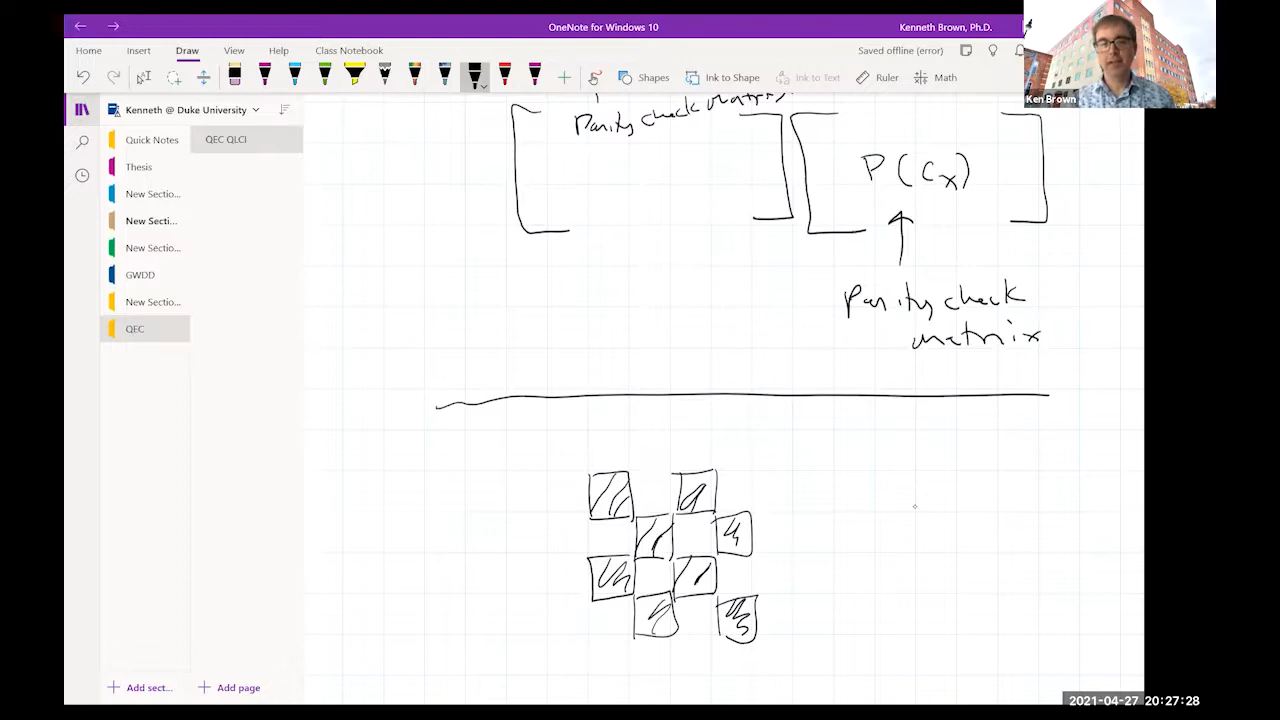 OneNote for Windows 10
Kenneth Brown, Ph.D.
Home Insert Draw View Help Class Notebook
Saved offline (error)
Shapes Ink to Shape Ink to Text Ruler Math
Ken Brown
Kenneth @ Duke University
Quick Notes
QEC QLCI
Thesis
New Sectio...
New Secti...
New Sectio...
GWDD
New Sectio...
QEC
Parity check matrix
P(Cx)
Parity check
matrix
Add sect...
Add page
2021-04-27 20:27:28